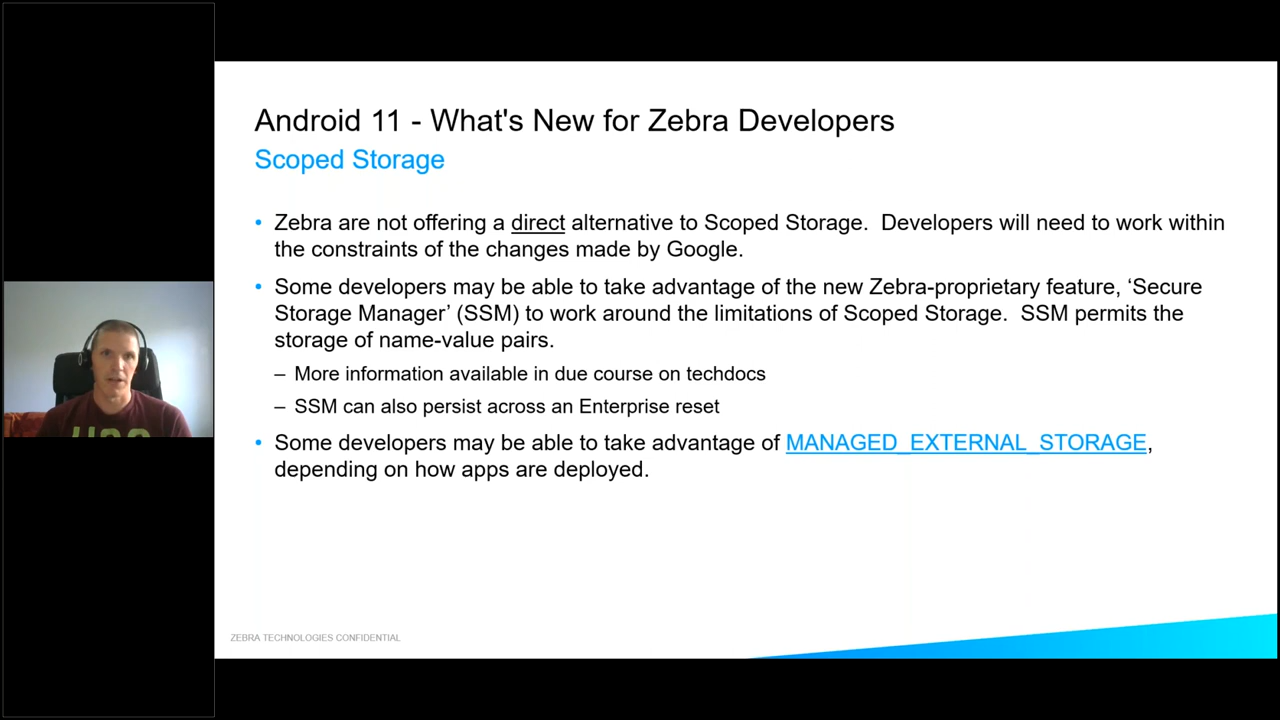 Android 11 - What's New for Zebra Developers
Scoped Storage
• Zebra are not offering a direct alternative to Scoped Storage.  Developers will need to work within
the constraints of the changes made by Google.
• Some developers may be able to take advantage of the new Zebra-proprietary feature, ‘Secure
Storage Manager’ (SSM) to work around the limitations of Scoped Storage.  SSM permits the
storage of name-value pairs.
– More information available in due course on techdocs
– SSM can also persist across an Enterprise reset
• Some developers may be able to take advantage of MANAGED_EXTERNAL_STORAGE,
depending on how apps are deployed.
ZEBRA TECHNOLOGIES CONFIDENTIAL